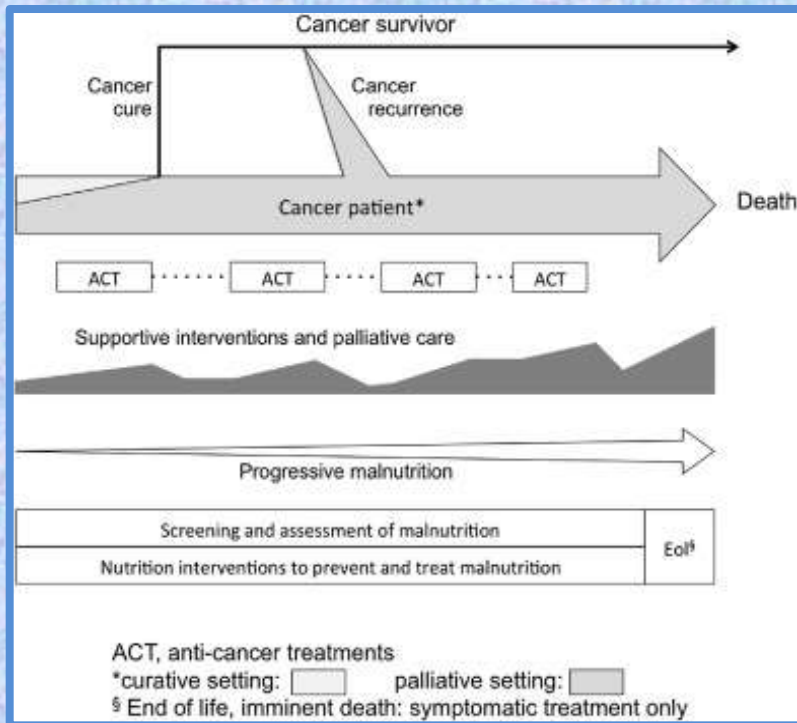 Cancer survivor
Cancer
cure
Cancer
recurrence
Cancer patient*
Death
ACT
ACT
ACT
ACT
Supportive interventions and palliative care
Progressive malnutrition
Screening and assessment of malnutrition
Nutrition interventions to prevent and treat malnutrition
Eol§
ACT, anti-cancer treatments
*curative setting:
palliative setting:
§ End of life, imminent death: symptomatic treatment only